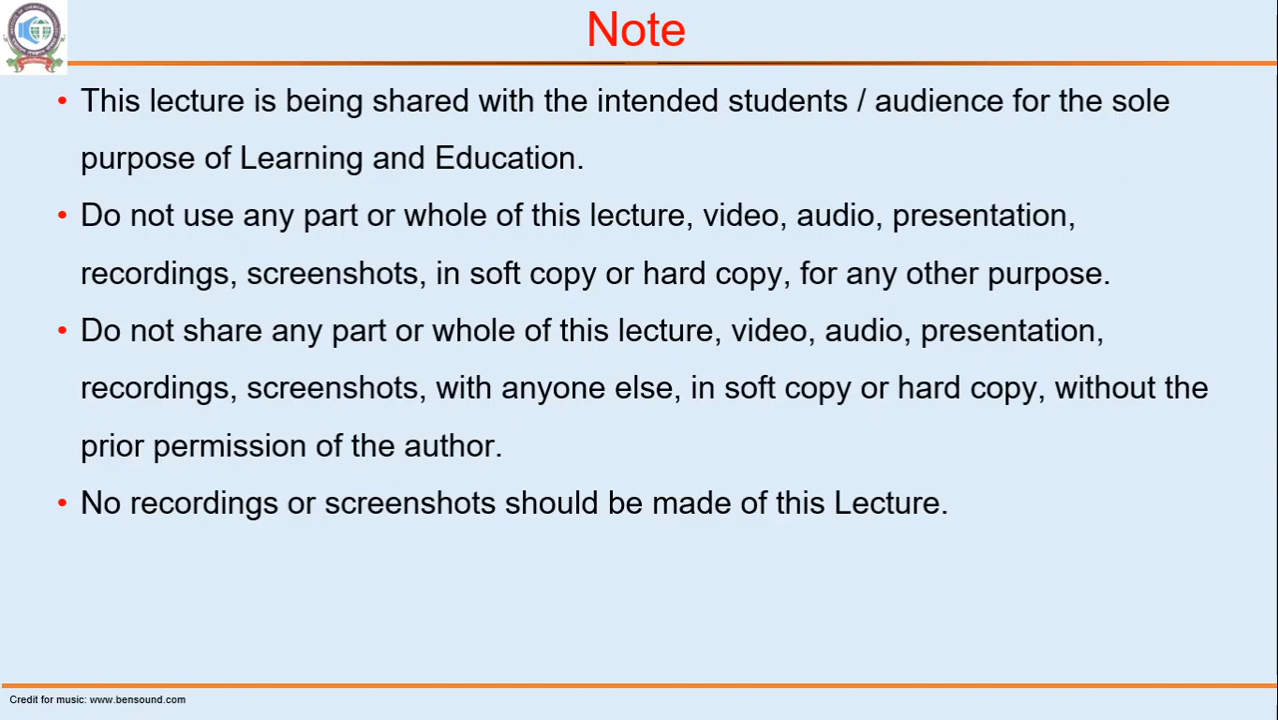 Note
• This lecture is being shared with the intended students / audience for the sole
purpose of Learning and Education.
• Do not use any part or whole of this lecture, video, audio, presentation,
recordings, screenshots, in soft copy or hard copy, for any other purpose.
• Do not share any part or whole of this lecture, video, audio, presentation,
recordings, screenshots, with anyone else, in soft copy or hard copy, without the
prior permission of the author.
• No recordings or screenshots should be made of this Lecture.
Credit for music: www.bensound.com